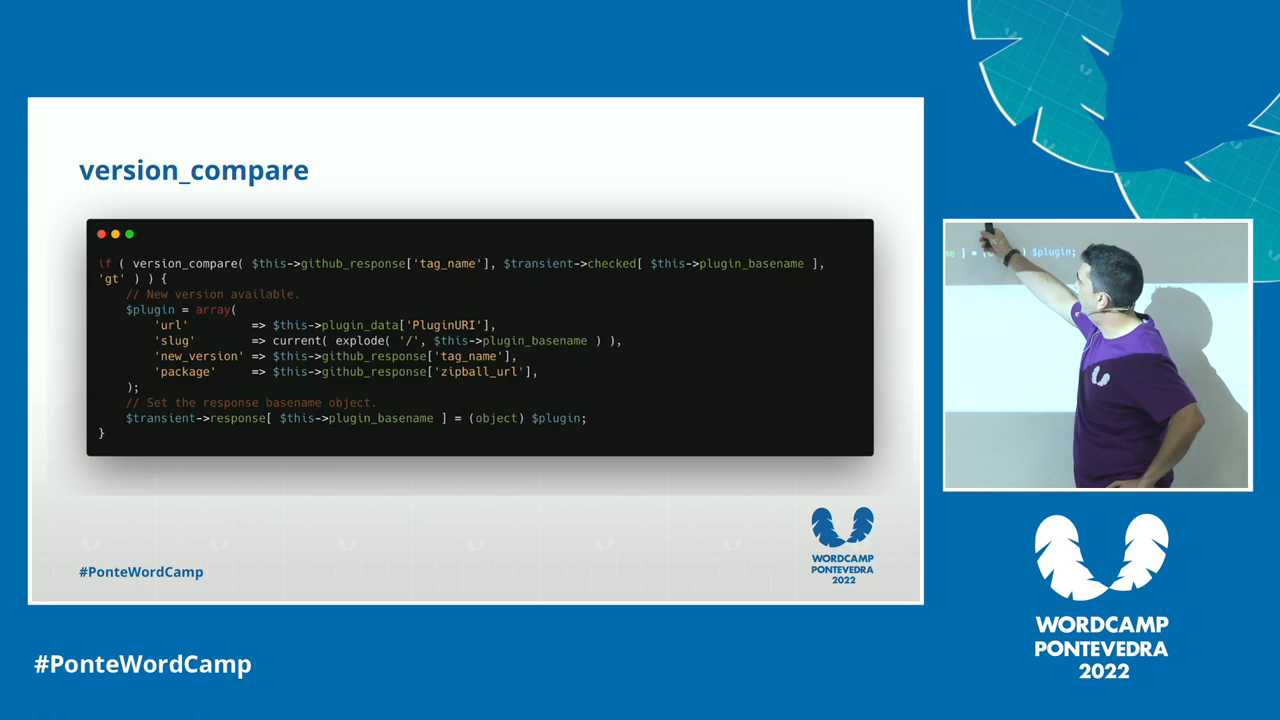 version_compare
if ( version_compare( $this->github_response['tag_name'], $transient->checked[ $this->plugin_basename ],
'gt' ) ) {
    // New version available.
    $plugin = array(
        'url'         => $this->plugin_data['PluginURI'],
        'slug'        => current( explode( '/', $this->plugin_basename ) ),
        'new_version' => $this->github_response['tag_name'],
        'package'     => $this->github_response['zipball_url'],
    );
    // Set the response basename object.
    $transient->response[ $this->plugin_basename ] = (object) $plugin;
}
#PonteWordCamp
WORDCAMP
PONTEVEDRA
2022
$plugin;
WORDCAMP
PONTEVEDRA
2022
#PonteWordCamp